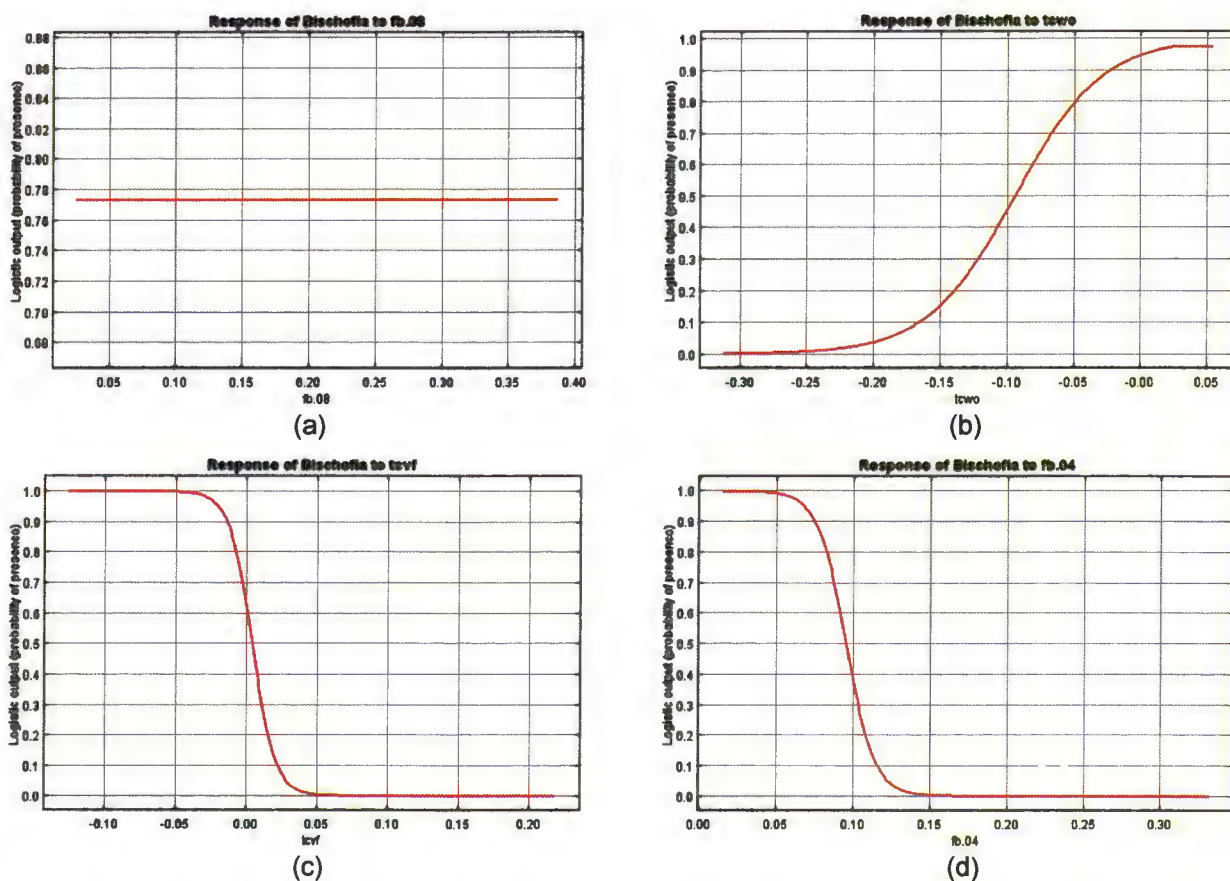 Response of Bischofia to fb.08
Logistic output (probability of presence)
0.88
0.86
0.84
0.82
0.80
0.78
0.76
0.74
0.72
0.70
0.68
0.05 0.10 0.15 0.20 0.25 0.30 0.35 0.40
fb.08
(a)
Response of Bischofia to tcwo
Logistic output (probability of presence)
1.0
0.9
0.8
0.7
0.6
0.5
0.4
0.3
0.2
0.1
0.0
-0.30 -0.25 -0.20 -0.15 -0.10 -0.05 -0.00 0.05
tcwo
(b)
Response of Bischofia to tcvf
Logistic output (probability of presence)
1.0
0.9
0.8
0.7
0.6
0.5
0.4
0.3
0.2
0.1
0.0
-0.10 -0.05 0.00 0.05 0.10 0.15 0.20
tcvf
(c)
Response of Bischofia to fb.04
Logistic output (probability of presence)
1.0
0.9
0.8
0.7
0.6
0.5
0.4
0.3
0.2
0.1
0.0
0.00 0.05 0.10 0.15 0.20 0.25 0.30
fb.04
(d)